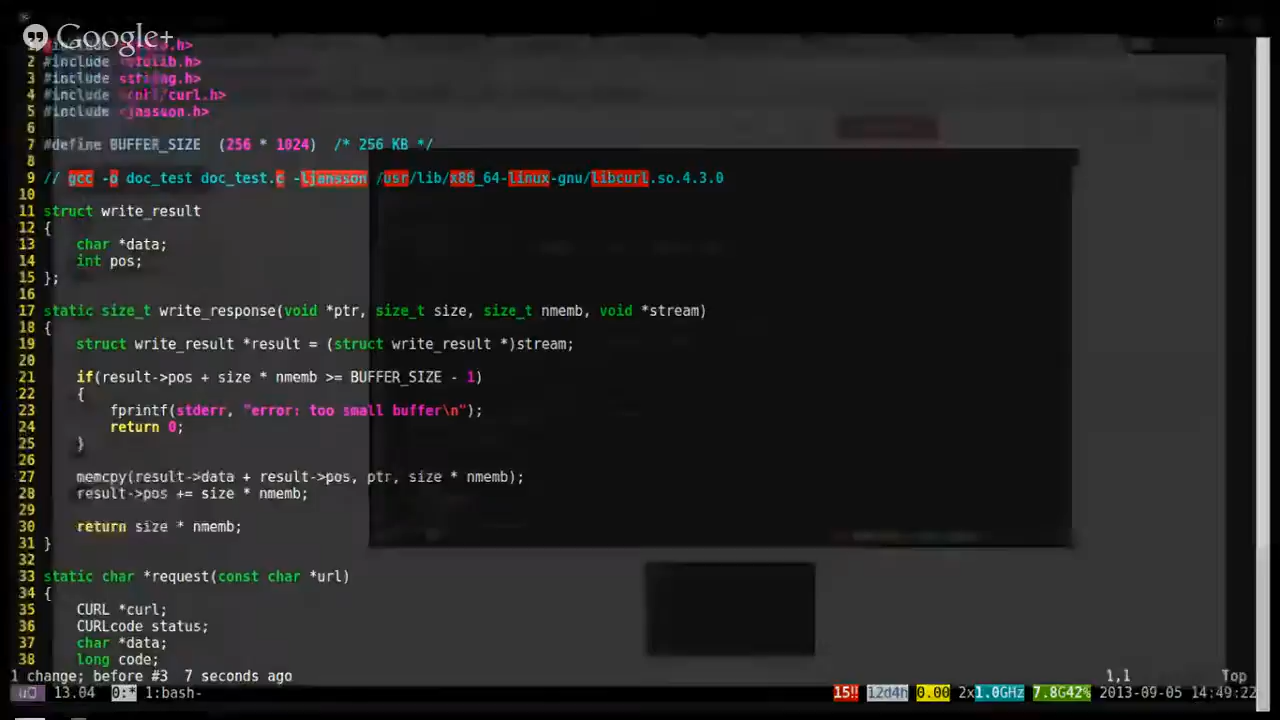 Google+
1 #include
2 #include
3 #include <string.h>
4 #include <curl/curl.h>
5 #include <jansson.h>
6
7 #define BUFFER_SIZE (256 * 1024) /* 256 KB */
8
9 // gcc -o doc_test doc_test.c -ljansson /usr/lib/x86_64-linux-gnu/libcurl.so.4.3.0
10
11 struct write_result
12 {
13 char *data;
14 int pos;
15 };
16
17 static size_t write_response(void *ptr, size_t size, size_t nmemb, void *stream)
18 {
19 struct write_result *result = (struct write_result *)stream;
20
21 if(result->pos + size * nmemb >= BUFFER_SIZE - 1)
22 {
23 fprintf(stderr, "error: too small buffer\n");
24 return 0;
25 }
26
27 memcpy(result->data + result->pos, ptr, size * nmemb);
28 result->pos += size * nmemb;
29
30 return size * nmemb;
31 }
32
33 static char *request(const char *url)
34 {
35 CURL *curl;
36 CURLcode status;
37 char *data;
38 long code;
1 change; before #3 7 seconds ago 1,1 Top
13.04 0:* 1:bash- 15!! 12d4h 0.00 2x1.0GHz 7.8G42% 2013-09-05 14:49:22